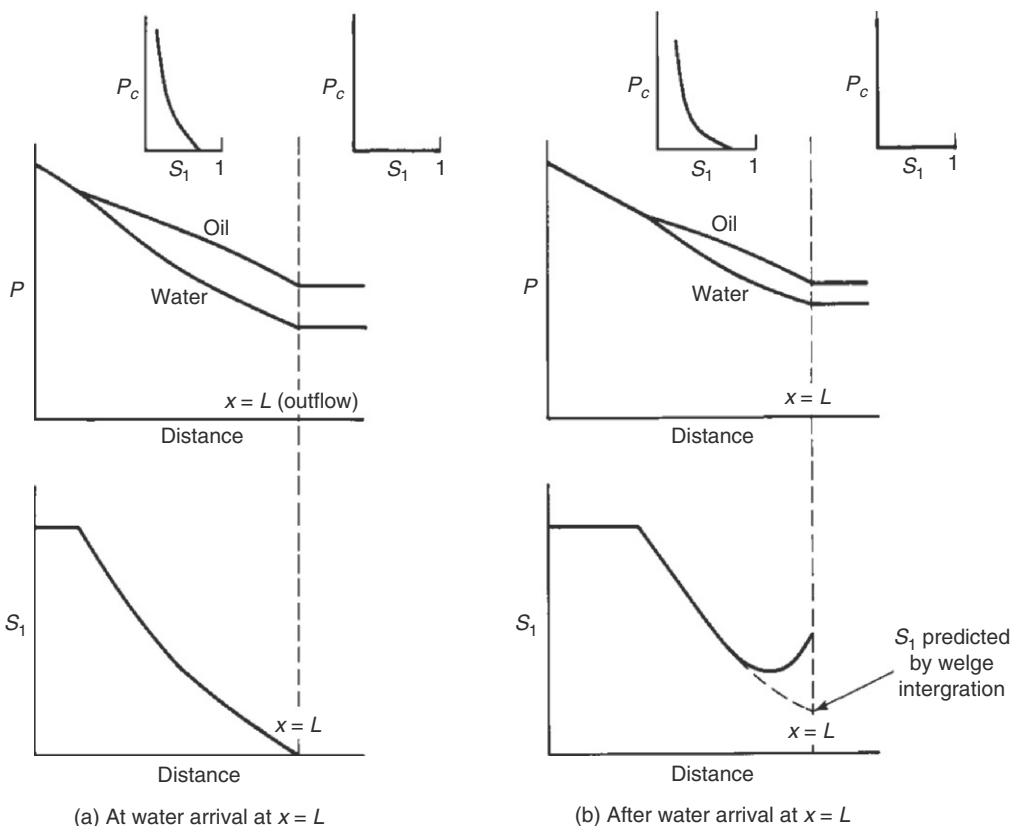 P_c
S_1
1
P_c
S_1
1
P
Oil
Water
x = L (outflow)
Distance
S_1
x = L
Distance
(a) At water arrival at x = L
P_c
S_1
1
P_c
S_1
1
P
Oil
Water
x = L
Distance
S_1
S_1 predicted
by welge
intergration
x = L
Distance
(b) After water arrival at x = L